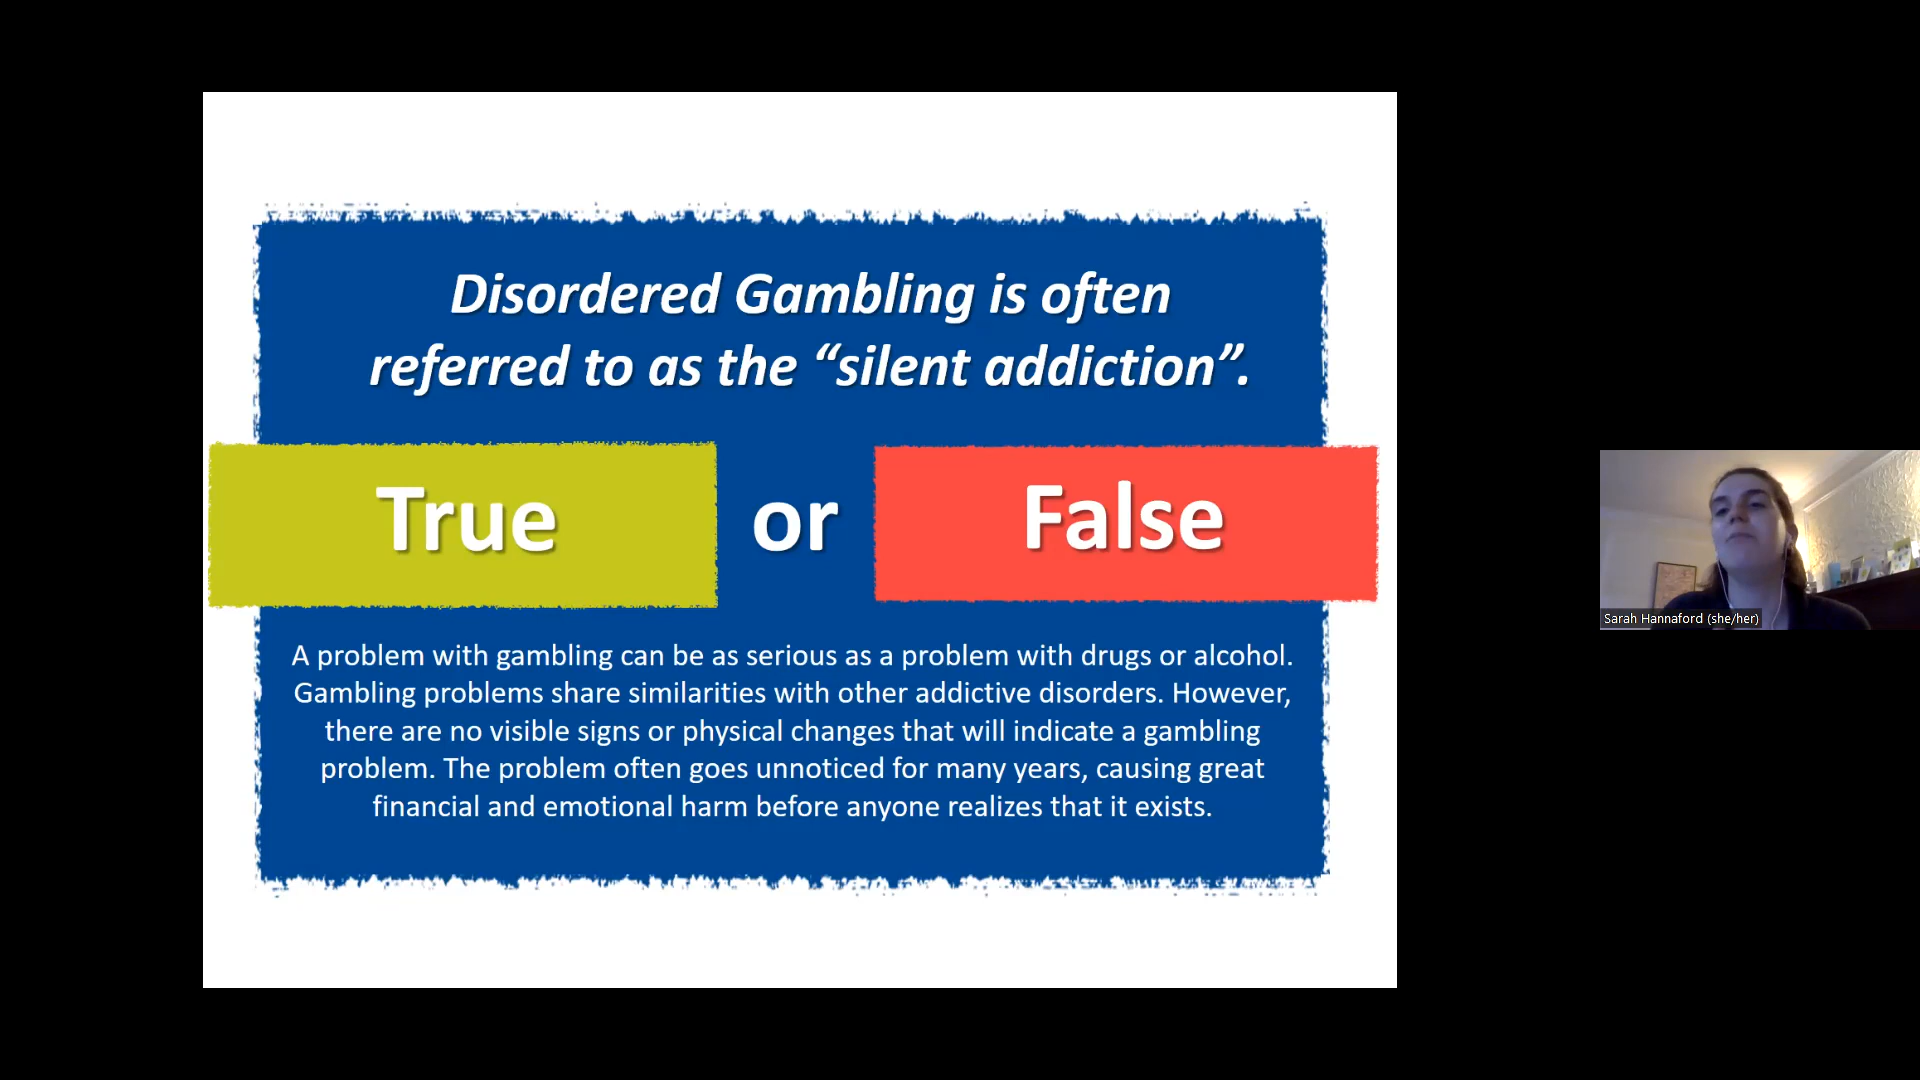 Disordered Gambling is often
referred to as the “silent addiction”.
True or False
A problem with gambling can be as serious as a problem with drugs or alcohol.
Gambling problems share similarities with other addictive disorders. However,
there are no visible signs or physical changes that will indicate a gambling
problem. The problem often goes unnoticed for many years, causing great
financial and emotional harm before anyone realizes that it exists.
Sarah Hannaford (she/her)